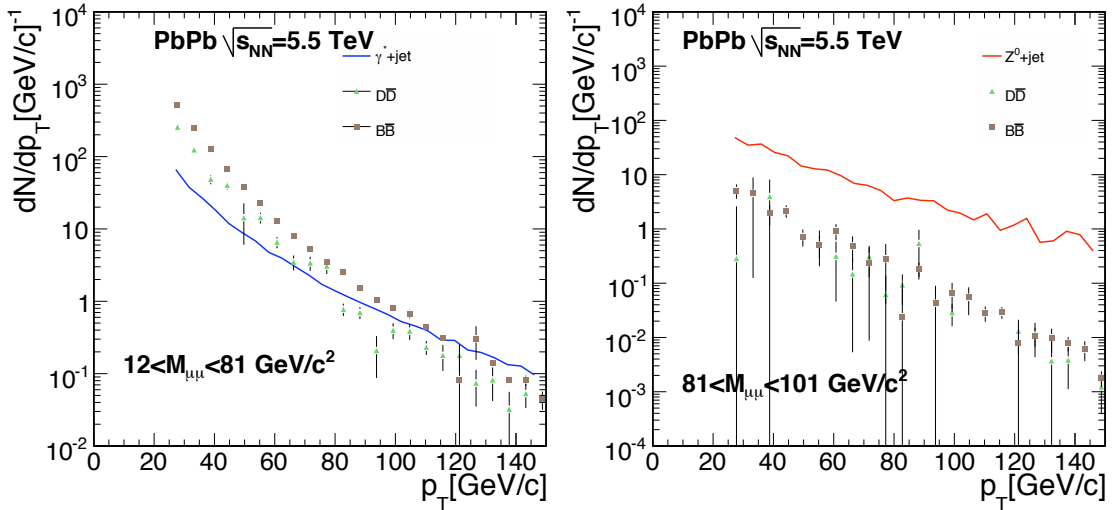 PbPb √s_NN=5.5 TeV
γ*+jet
DD̅
BB̅
dN/dp_T[GeV/c]^-1
10^4
10^3
10^2
10
1
10^-1
10^-2
12<M_μμ<81 GeV/c^2
0 20 40 60 80 100 120 140
p_T[GeV/c]
PbPb √s_NN=5.5 TeV
Z^0+jet
DD̅
BB̅
dN/dp_T[GeV/c]^-1
10^4
10^3
10^2
10
1
10^-1
10^-2
10^-3
10^-4
81<M_μμ<101 GeV/c^2
0 20 40 60 80 100 120 140
p_T[GeV/c]